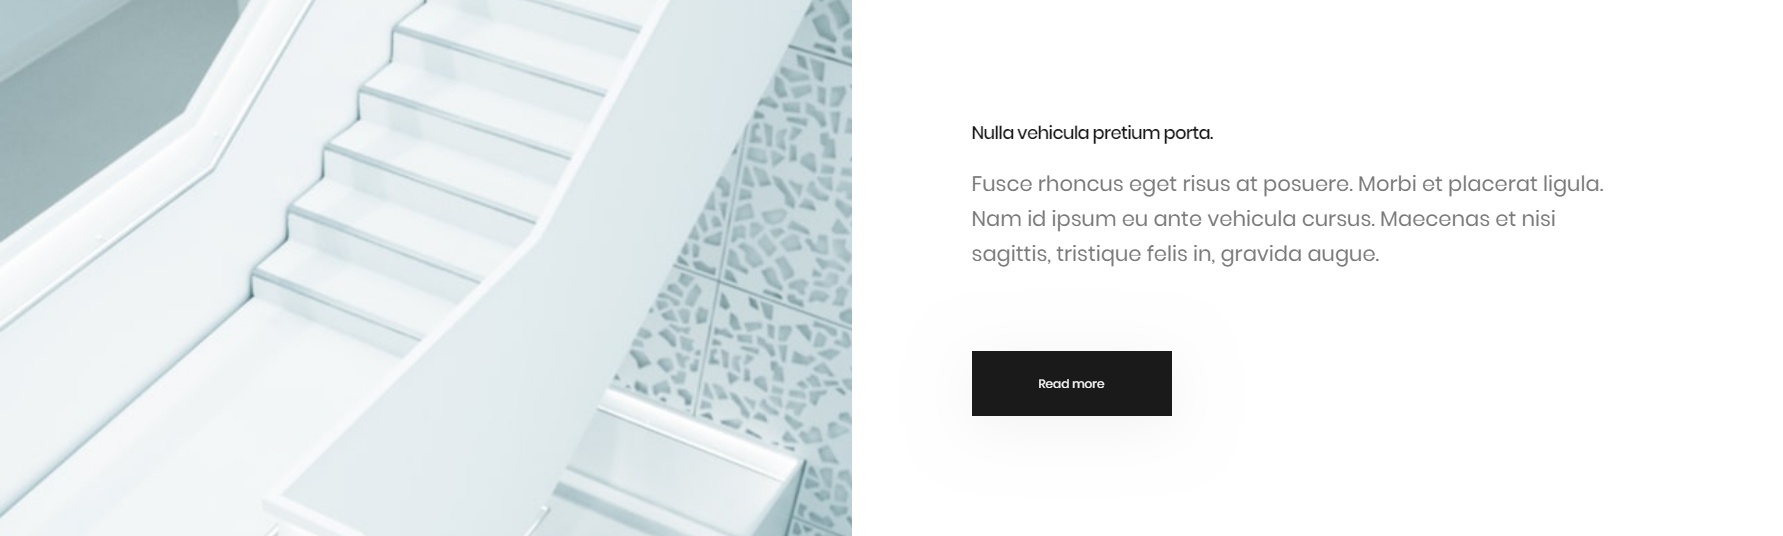 Nulla vehicula pretium porta.
Fusce rhoncus eget risus at posuere. Morbi et placerat ligula.
Nam id ipsum eu ante vehicula cursus. Maecenas et nisi
sagittis, tristique felis in, gravida augue.
Read more